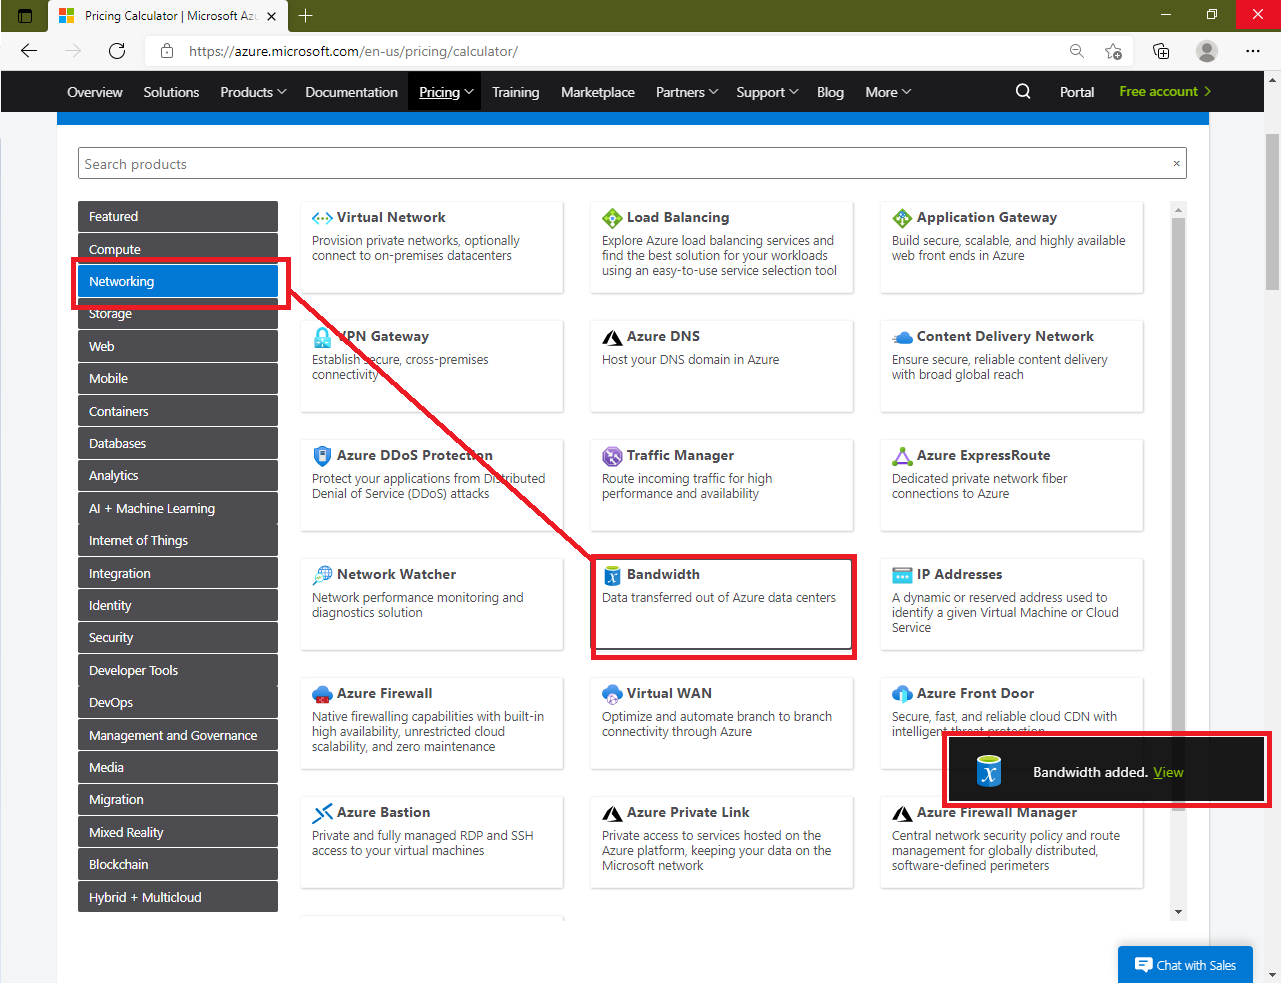 Pricing Calculator | Microsoft Azu
https://azure.microsoft.com/en-us/pricing/calculator/
Overview Solutions Products Documentation Pricing Training Marketplace Partners Support Blog More Portal Free account
Search products
Featured
Compute
Networking
Storage
Web
Mobile
Containers
Databases
Analytics
AI + Machine Learning
Internet of Things
Integration
Identity
Security
Developer Tools
DevOps
Management and Governance
Media
Migration
Mixed Reality
Blockchain
Hybrid + Multicloud
Virtual Network
Provision private networks, optionally
connect to on-premises datacenters
Load Balancing
Explore Azure load balancing services and
find the best solution for your workloads
using an easy-to-use service selection tool
Application Gateway
Build secure, scalable, and highly available
web front ends in Azure
VPN Gateway
Establish secure, cross-premises
connectivity
Azure DNS
Host your DNS domain in Azure
Content Delivery Network
Ensure secure, reliable content delivery
with broad global reach
Azure DDoS Protection
Protect your applications from Distributed
Denial of Service (DDoS) attacks
Traffic Manager
Route incoming traffic for high
performance and availability
Azure ExpressRoute
Dedicated private network fiber
connections to Azure
Network Watcher
Network performance monitoring and
diagnostics solution
Bandwidth
Data transferred out of Azure data centers
IP Addresses
A dynamic or reserved address used to
identify a given Virtual Machine or Cloud
Service
Azure Firewall
Native firewalling capabilities with built-in
high availability, unrestricted cloud
scalability, and zero maintenance
Virtual WAN
Optimize and automate branch to branch
connectivity through Azure
Azure Front Door
Secure, fast, and reliable cloud CDN with
intelligent threat protection
Bandwidth added. View
Azure Bastion
Private and fully managed RDP and SSH
access to your virtual machines
Azure Private Link
Private access to services hosted on the
Azure platform, keeping your data on the
Microsoft network
Azure Firewall Manager
Central network security policy and route
management for globally distributed,
software-defined perimeters
Chat with Sales